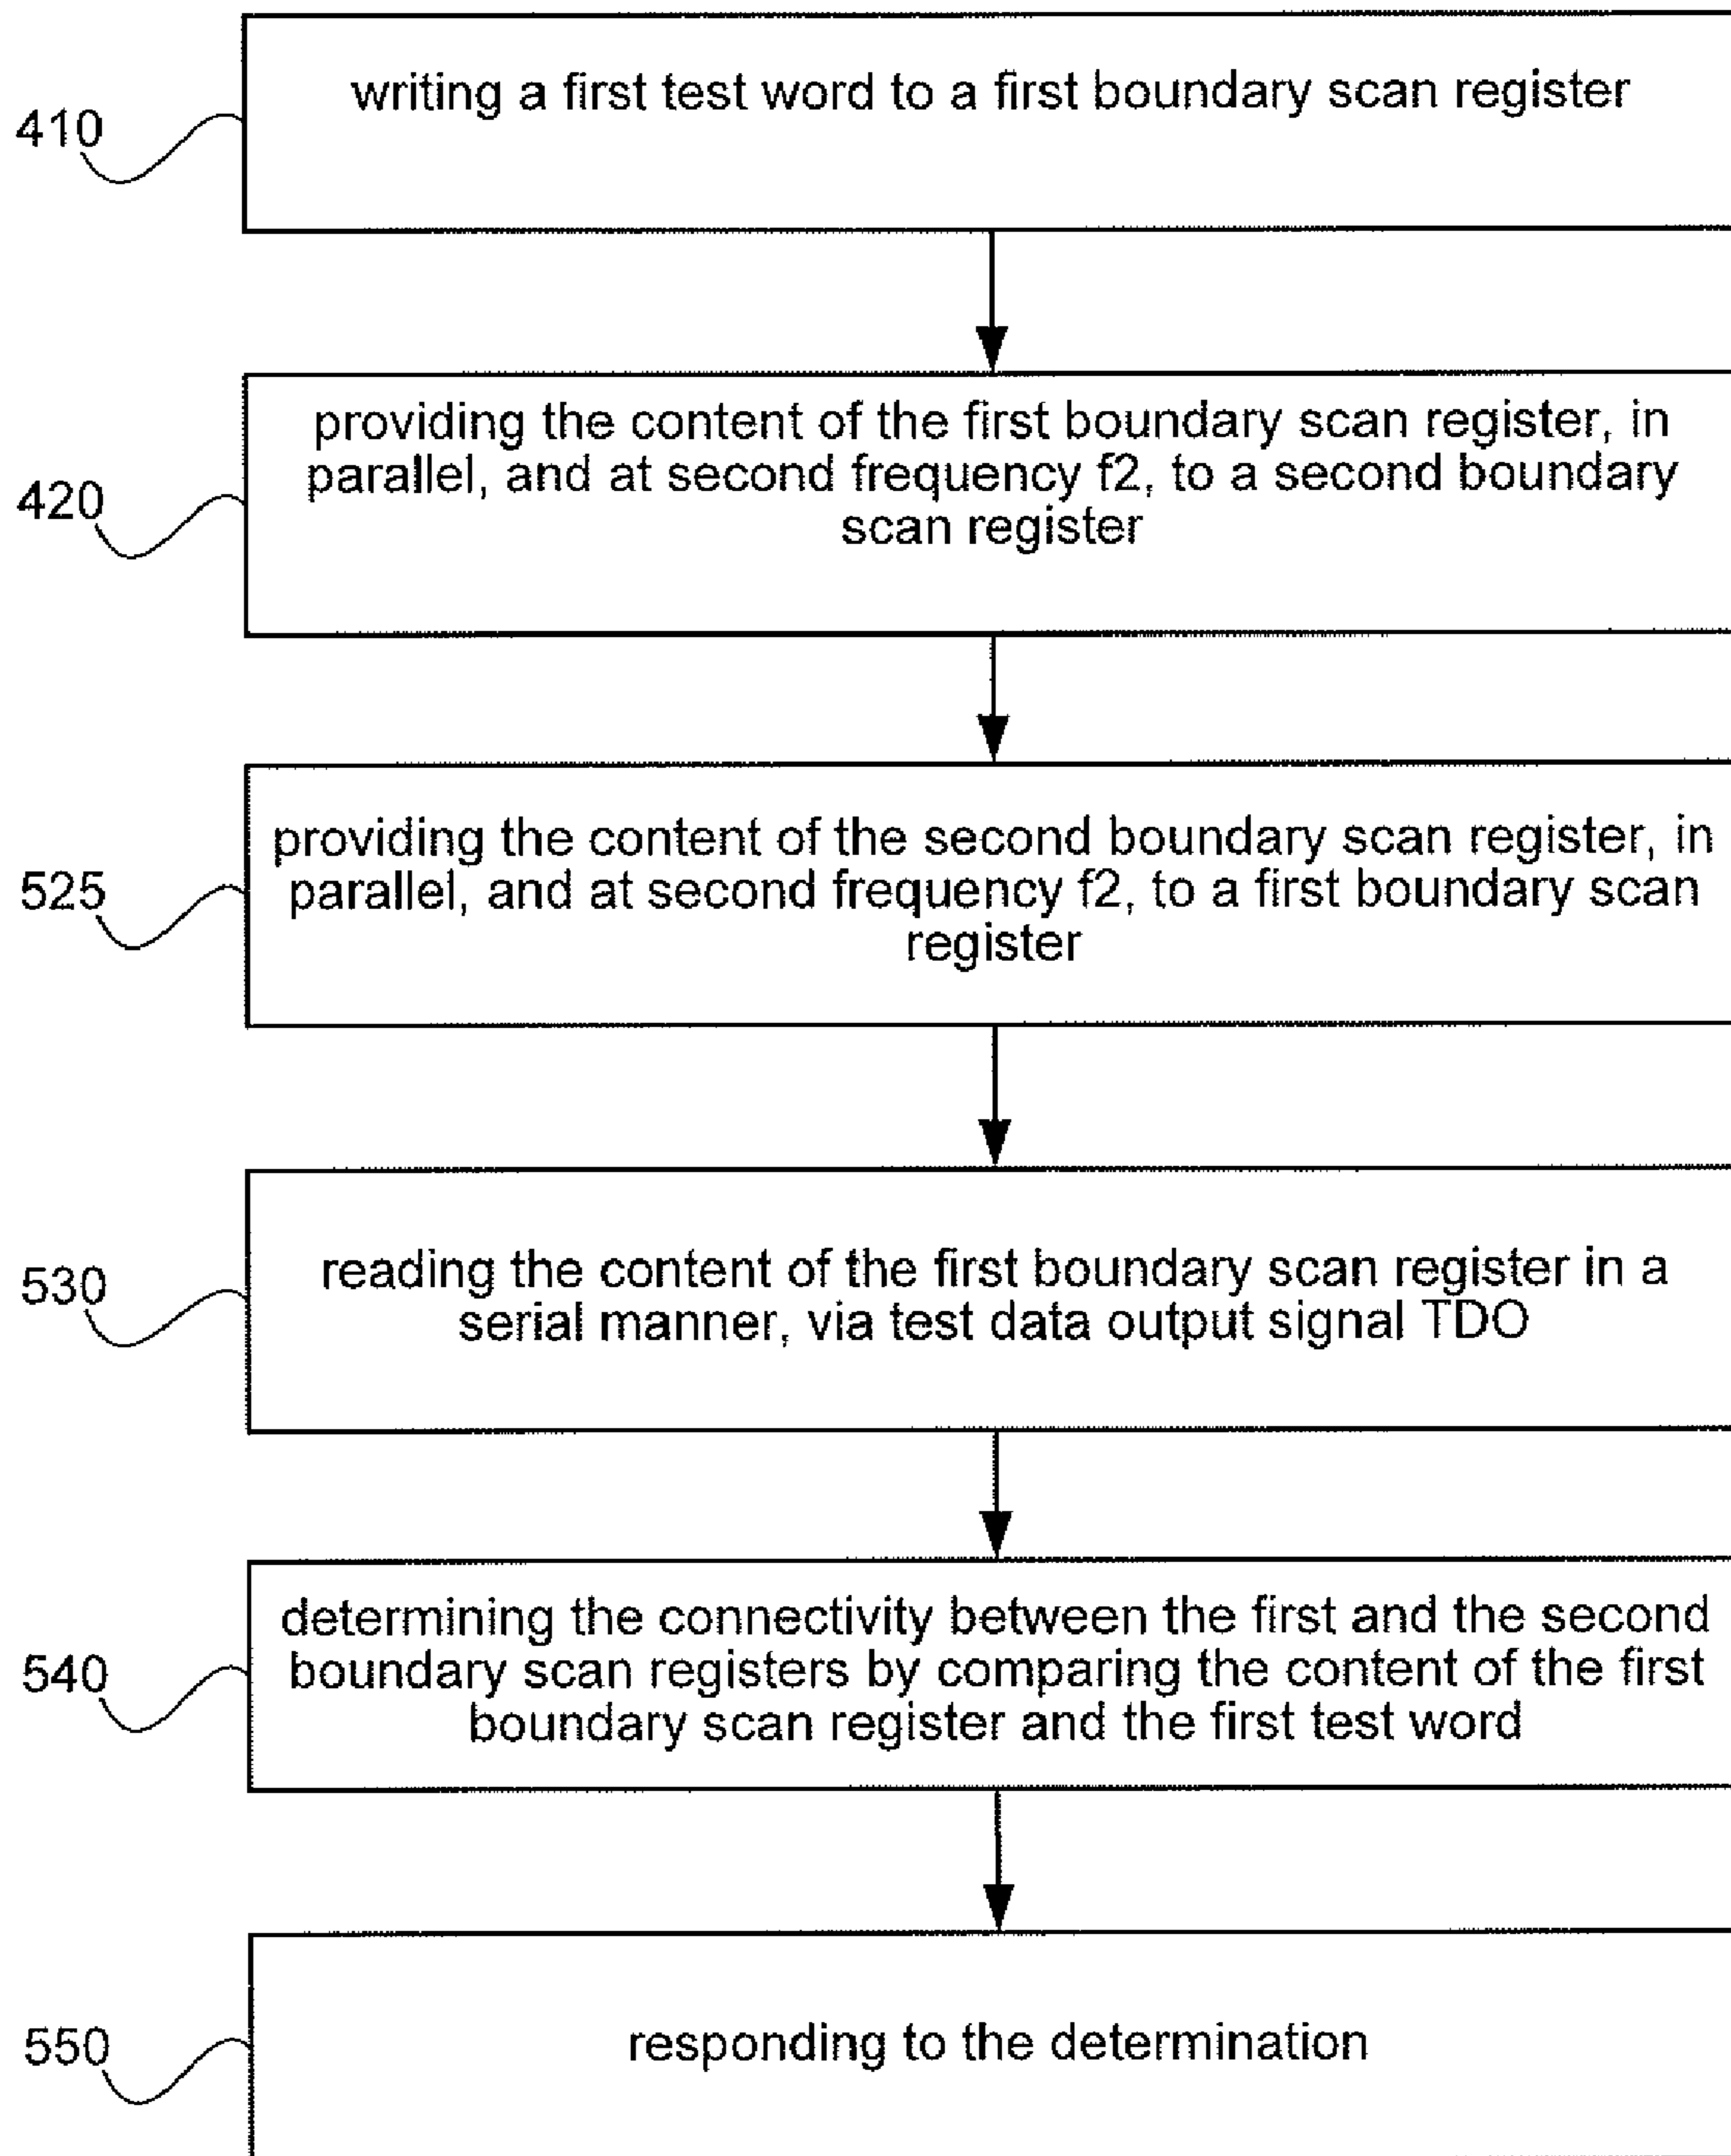 410
writing a first test word to a first boundary scan register
420
providing the content of the first boundary scan register, in
parallel, and at second frequency f2, to a second boundary
scan register
525
providing the content of the second boundary scan register, in
parallel, and at second frequency f2, to a first boundary scan
register
530
reading the content of the first boundary scan register in a
serial manner, via test data output signal TDO
540
determining the connectivity between the first and the second
boundary scan registers by comparing the content of the first
boundary scan register and the first test word
550
responding to the determination